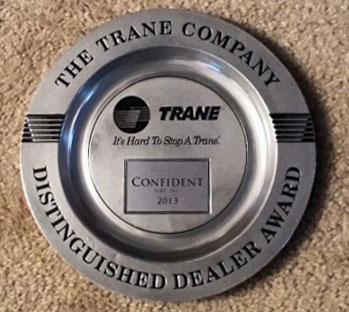 THE TRANE COMPANY
TRANE
It's Hard To Stop A Trane.®
CONFIDENT
2013
DISTINGUISHED DEALER AWARD